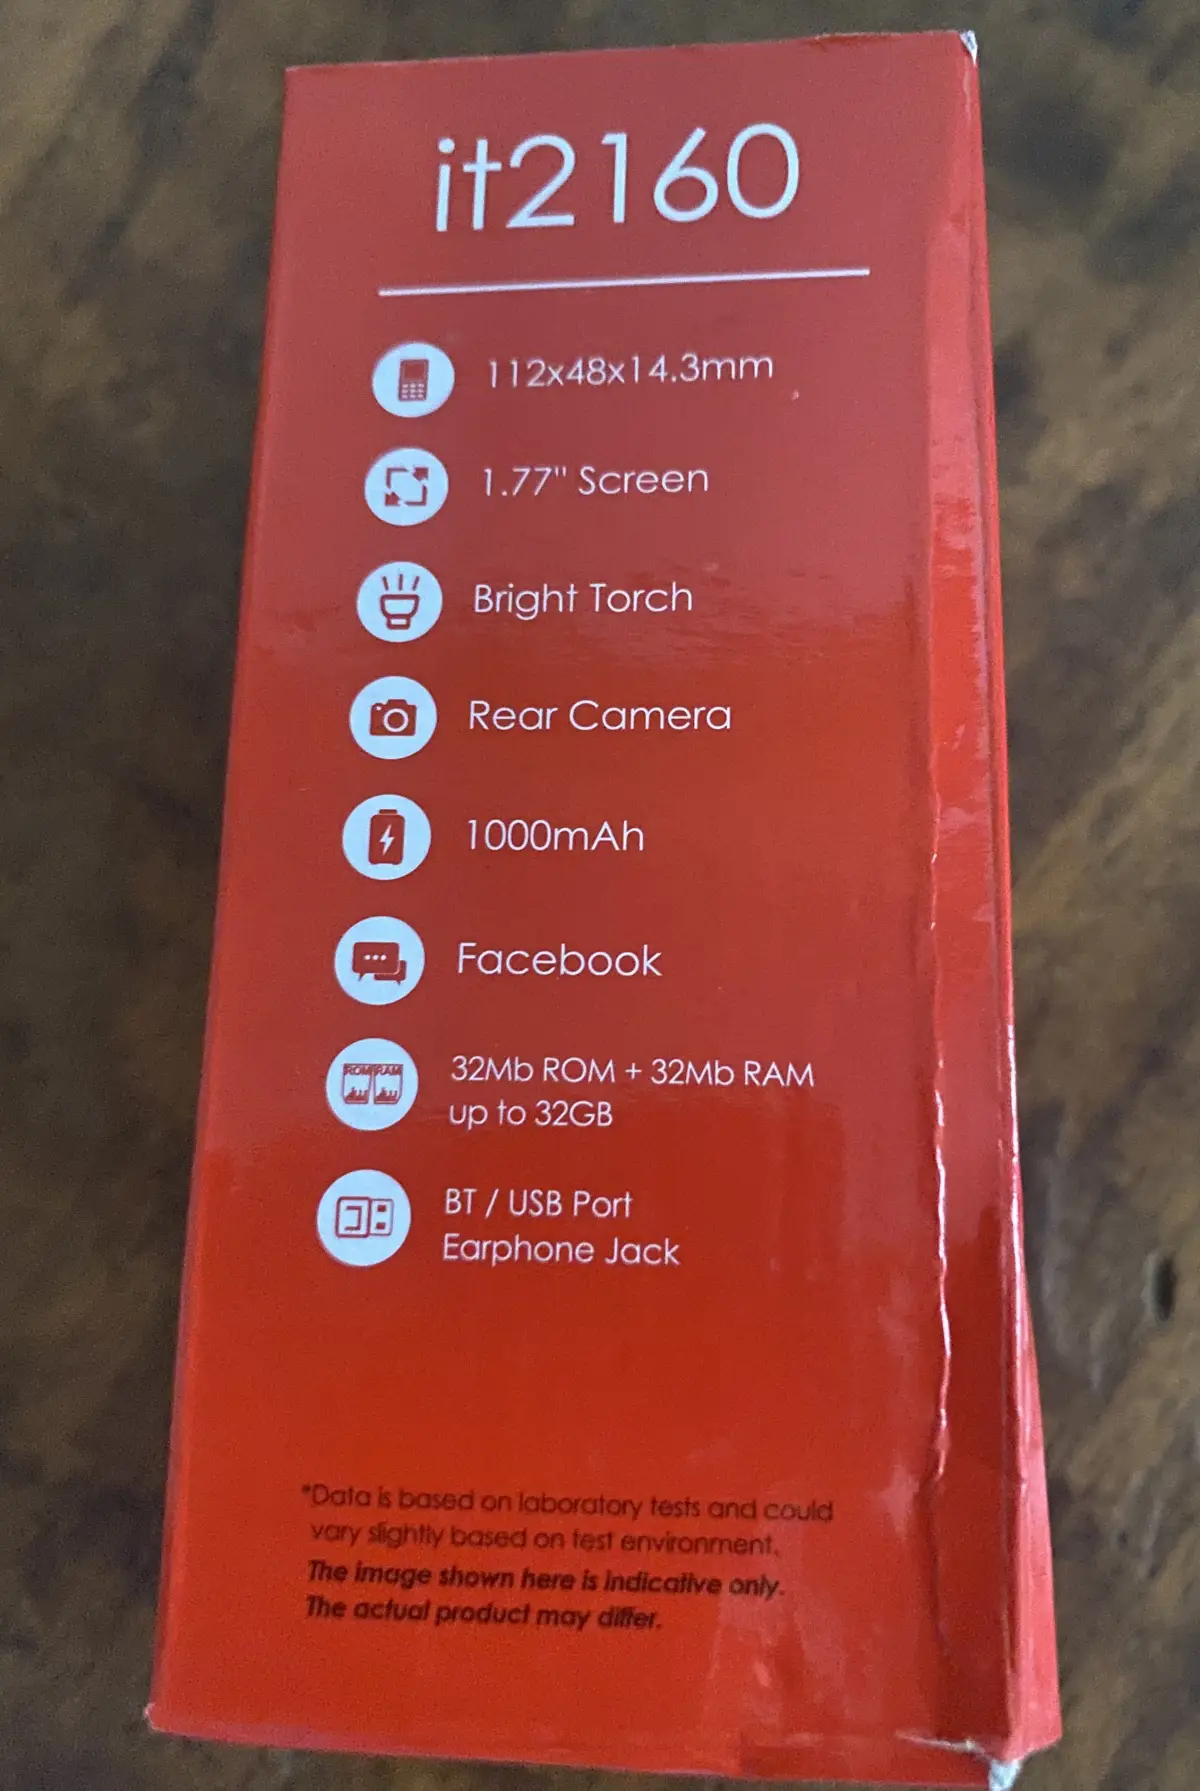 it2160
112x48x14.3mm
1.77" Screen
Bright Torch
Rear Camera
1000mAh
Facebook
ROM RAM
32Mb ROM + 32Mb RAM
up to 32GB
BT / USB Port
Earphone Jack
*Data is based on laboratory tests and could
vary slightly based on test environment.
The image shown here is indicative only.
The actual product may differ.